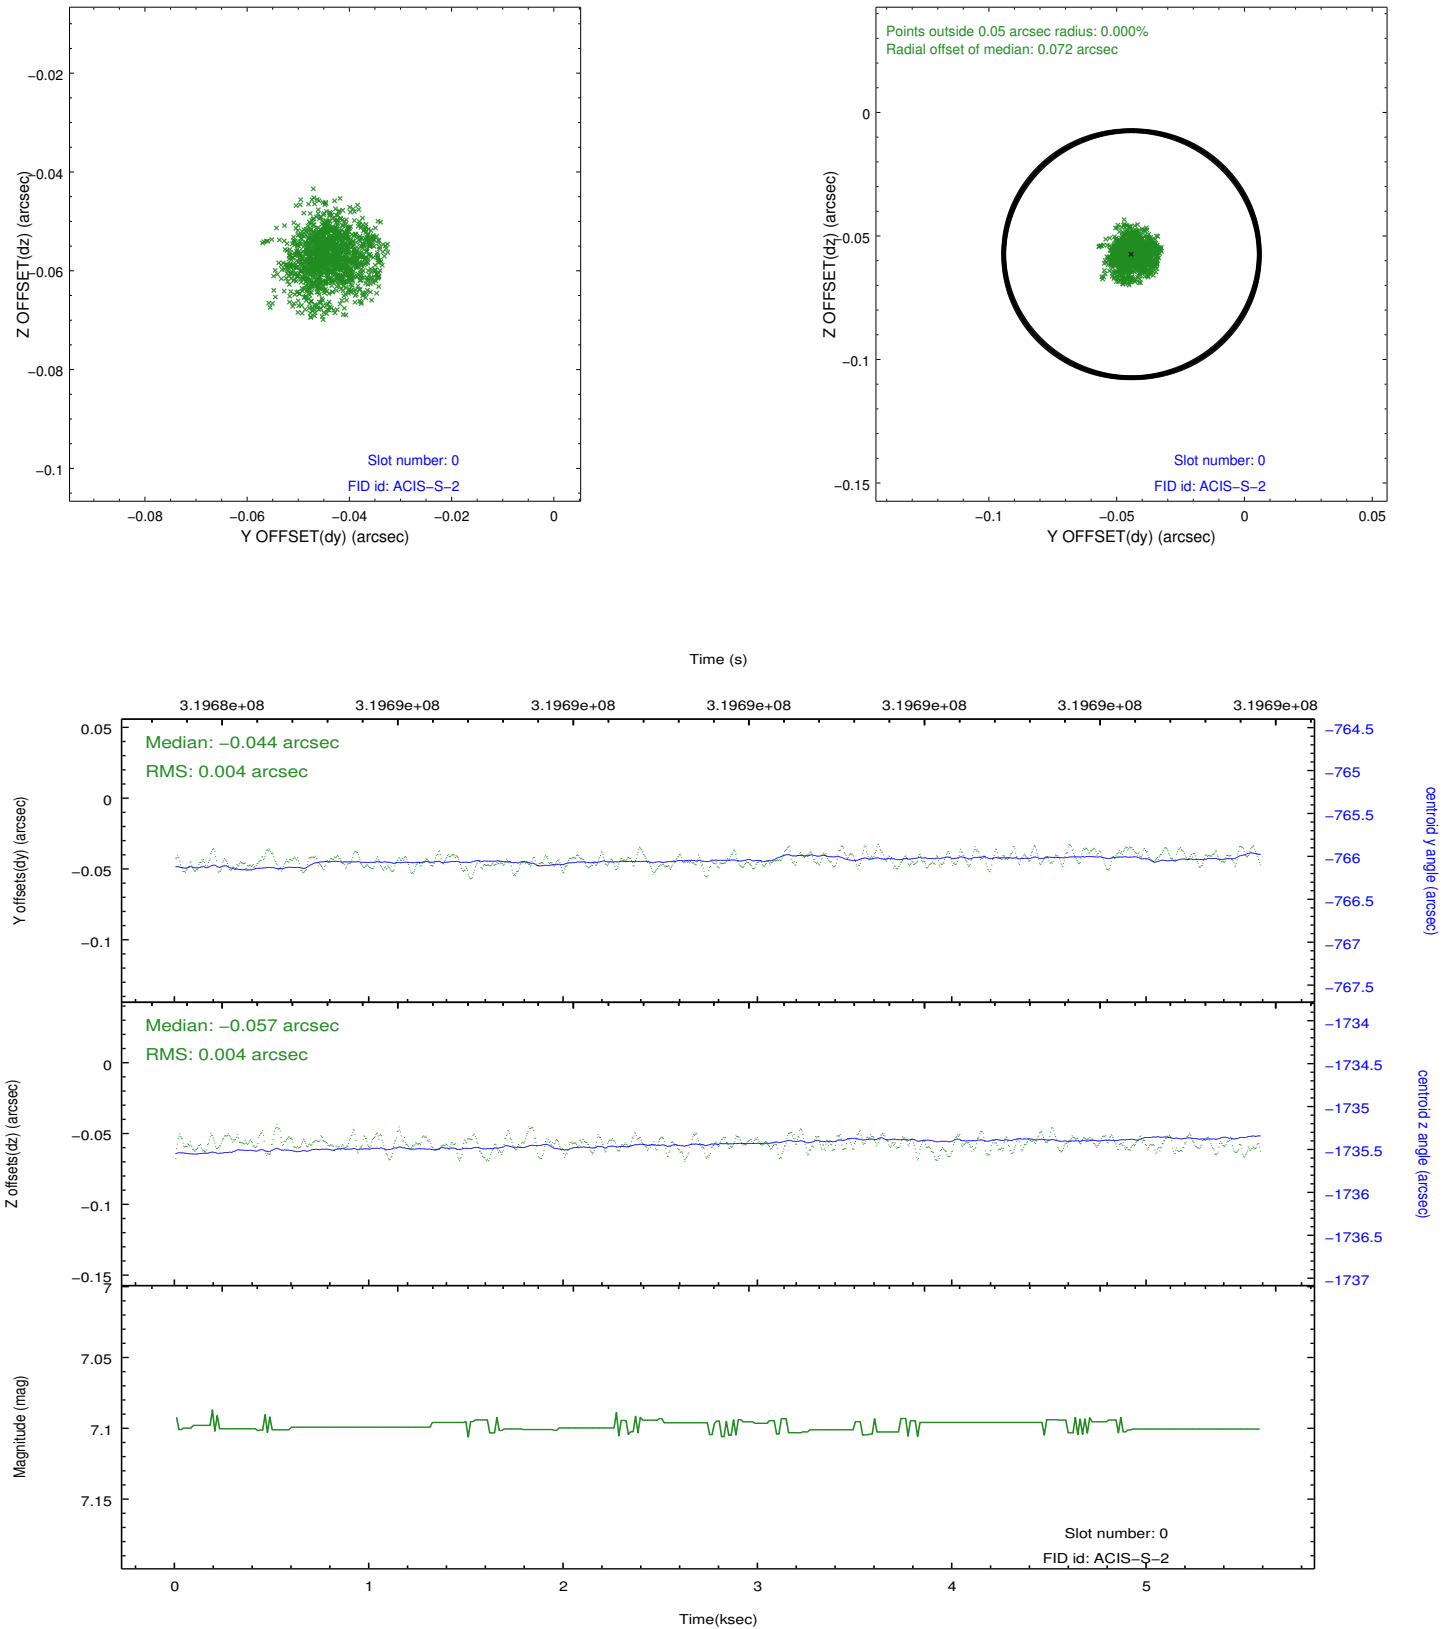 −0.02
−0.04
−0.06
−0.08
−0.1
Z OFFSET(dz) (arcsec)
Slot number: 0
FID id: ACIS−S−2
−0.08
−0.06
−0.04
−0.02
0
Y OFFSET(dy) (arcsec)
Points outside 0.05 arcsec radius: 0.000%
Radial offset of median: 0.072 arcsec
0
−0.05
−0.1
−0.15
Z OFFSET(dz) (arcsec)
Slot number: 0
FID id: ACIS−S−2
−0.1
−0.05
0
0.05
Y OFFSET(dy) (arcsec)
Time (s)
3.1968e+08
3.1969e+08
3.1969e+08
3.1969e+08
3.1969e+08
3.1969e+08
3.1969e+08
0.05
0
−0.05
−0.1
Y offsets(dy) (arcsec)
Median: −0.044 arcsec
RMS: 0.004 arcsec
−764.5
−765
−765.5
−766
−766.5
−767
−767.5
centroid y angle (arcsec)
0
−0.05
−0.1
−0.15
Z offsets(dz) (arcsec)
Median: −0.057 arcsec
RMS: 0.004 arcsec
−1734
−1734.5
−1735
−1735.5
−1736
−1736.5
−1737
centroid z angle (arcsec)
7
7.05
7.1
7.15
Magnitude (mag)
Slot number: 0
FID id: ACIS−S−2
0
1
2
3
4
5
Time(ksec)